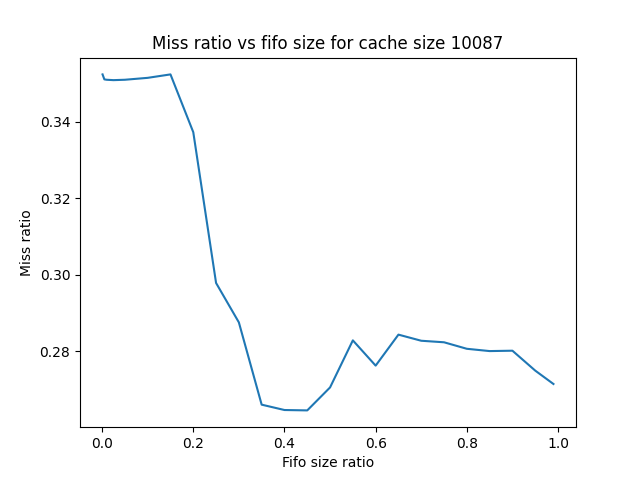 Miss ratio vs fifo size for cache size 10087
Miss ratio
0.34
0.32
0.30
0.28
0.0 0.2 0.4 0.6 0.8 1.0
Fifo size ratio